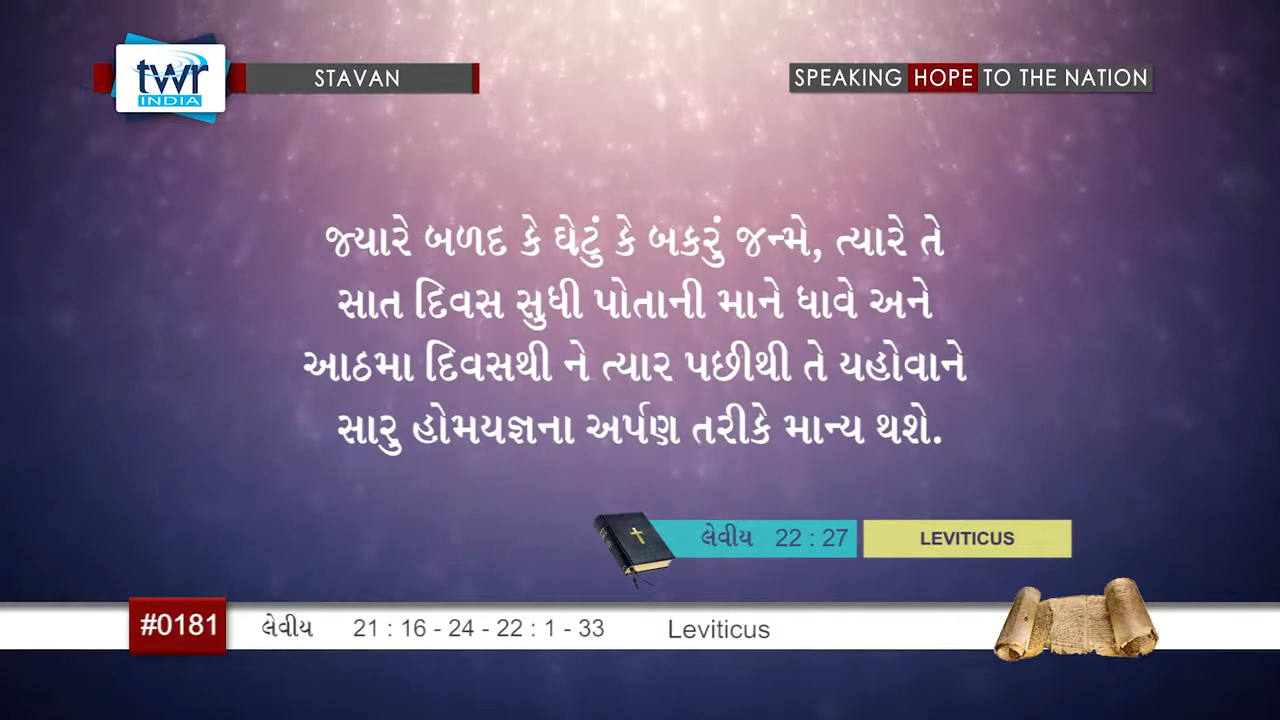 twr
INDIA
STAVAN
SPEAKING HOPE TO THE NATION
જ્યારે બળદ કે ઘેટું કે બકરું જન્મે, ત્યારે તે
સાત દિવસ સુધી પોતાની માને ધાવે અને
આઠમા દિવસથી ને ત્યાર પછીથી તે યહોવાને
સારુ હોમયજ્ઞના અર્પણ તરીકે માન્ય થશે.
લેવીય 22 : 27 LEVITICUS
#0181 લેવીય 21 : 16 - 24 - 22 : 1 - 33 Leviticus